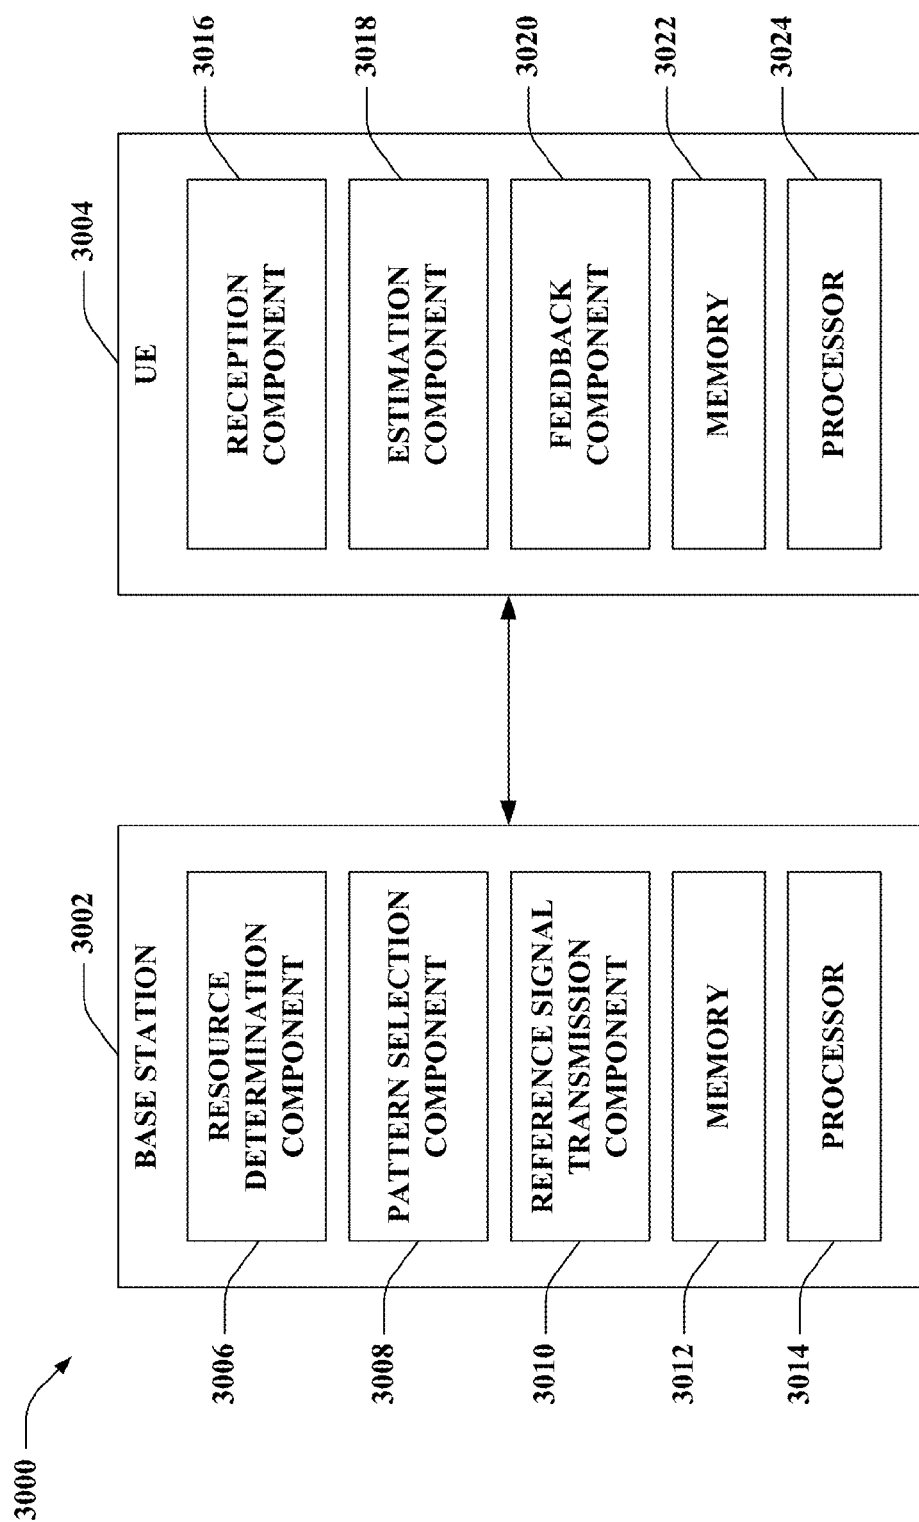 3000
3002
BASE STATION
3006
RESOURCE
DETERMINATION
COMPONENT
3008
PATTERN SELECTION
COMPONENT
3010
REFERENCE SIGNAL
TRANSMISSION
COMPONENT
3012
MEMORY
3014
PROCESSOR
3004
UE
RECEPTION
COMPONENT
3016
ESTIMATION
COMPONENT
3018
FEEDBACK
COMPONENT
3020
MEMORY
3022
PROCESSOR
3024